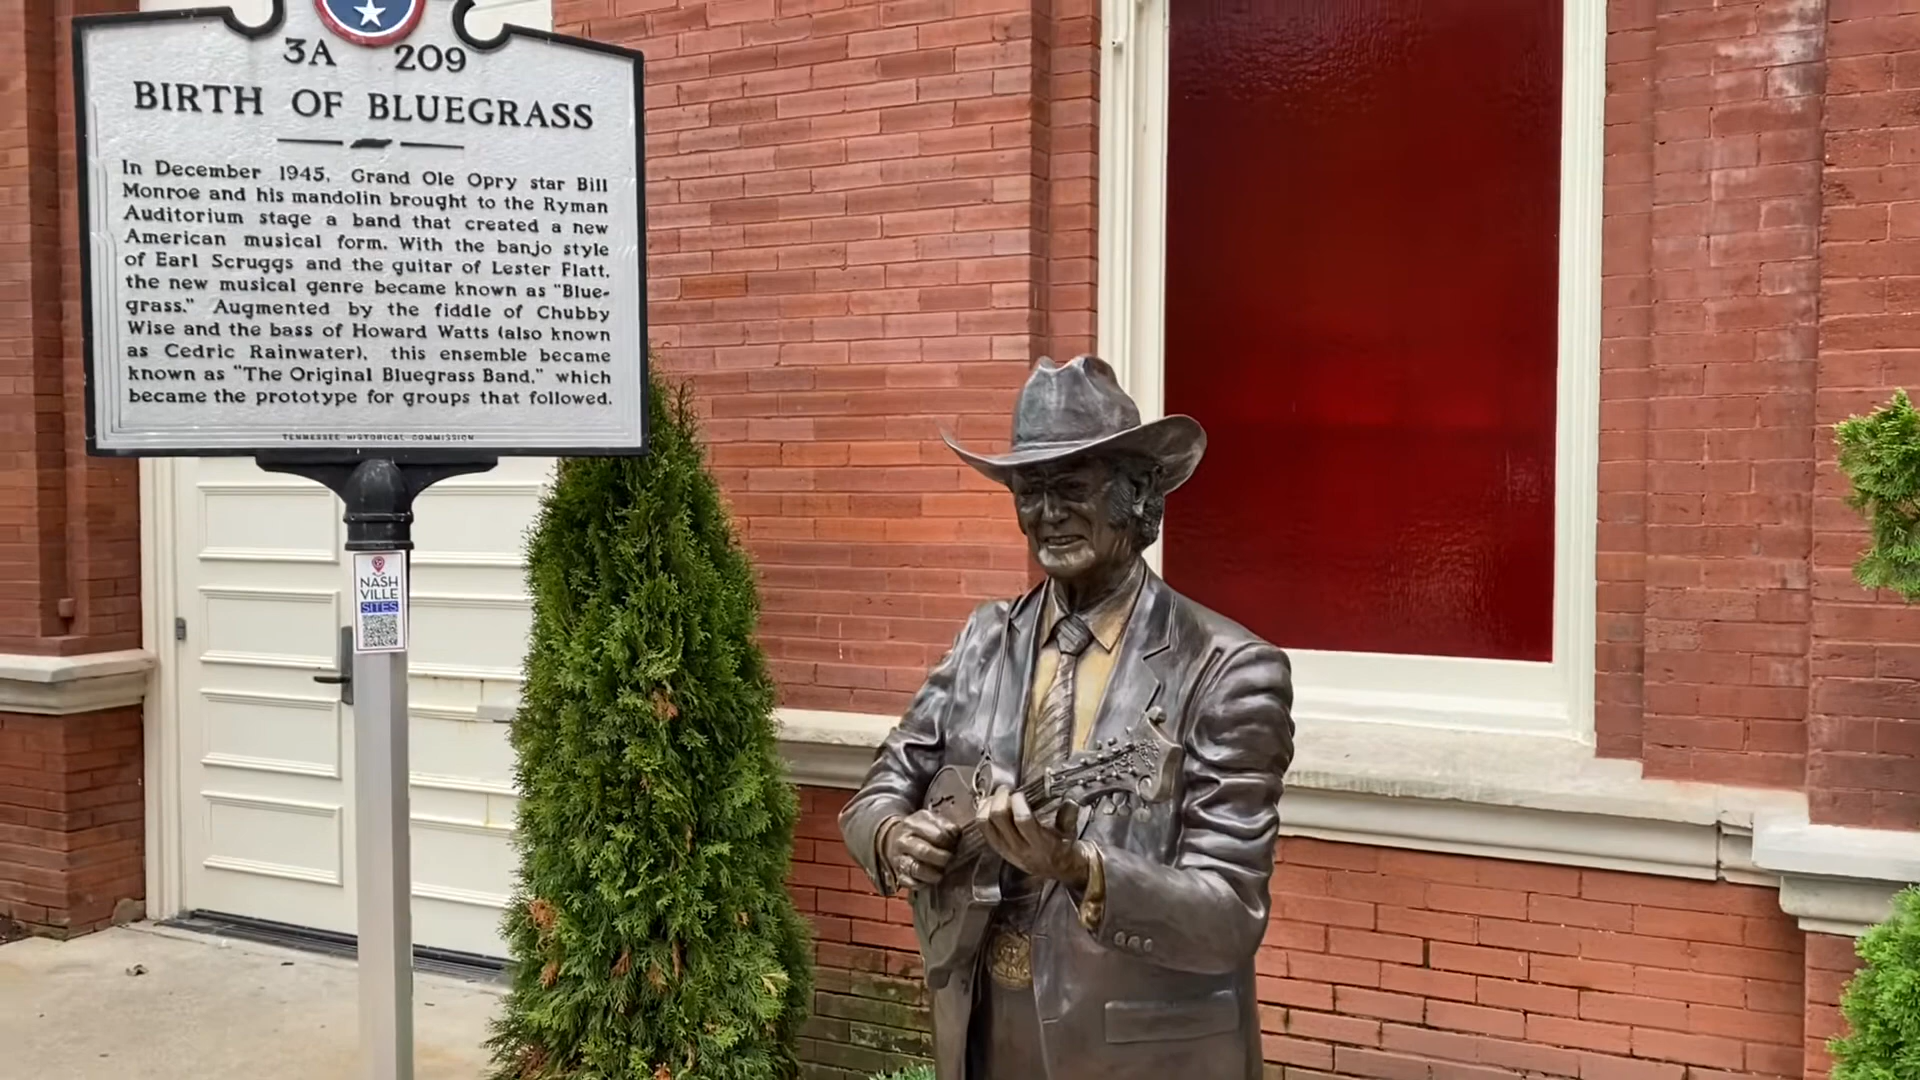 3A 209
BIRTH OF BLUEGRASS
In December 1945, Grand Ole Opry star Bill
Monroe and his mandolin brought to the Ryman
Auditorium stage a band that created a new
American musical form. With the banjo style
of Earl Scruggs and the guitar of Lester Flatt,
the new musical genre became known as "Blue-
grass." Augmented by the fiddle of Chubby
Wise and the bass of Howard Watts (also known
as Cedric Rainwater), this ensemble became
known as "The Original Bluegrass Band," which
became the prototype for groups that followed.
TENNESSEE HISTORICAL COMMISSION
NASH
VILLE
SITES